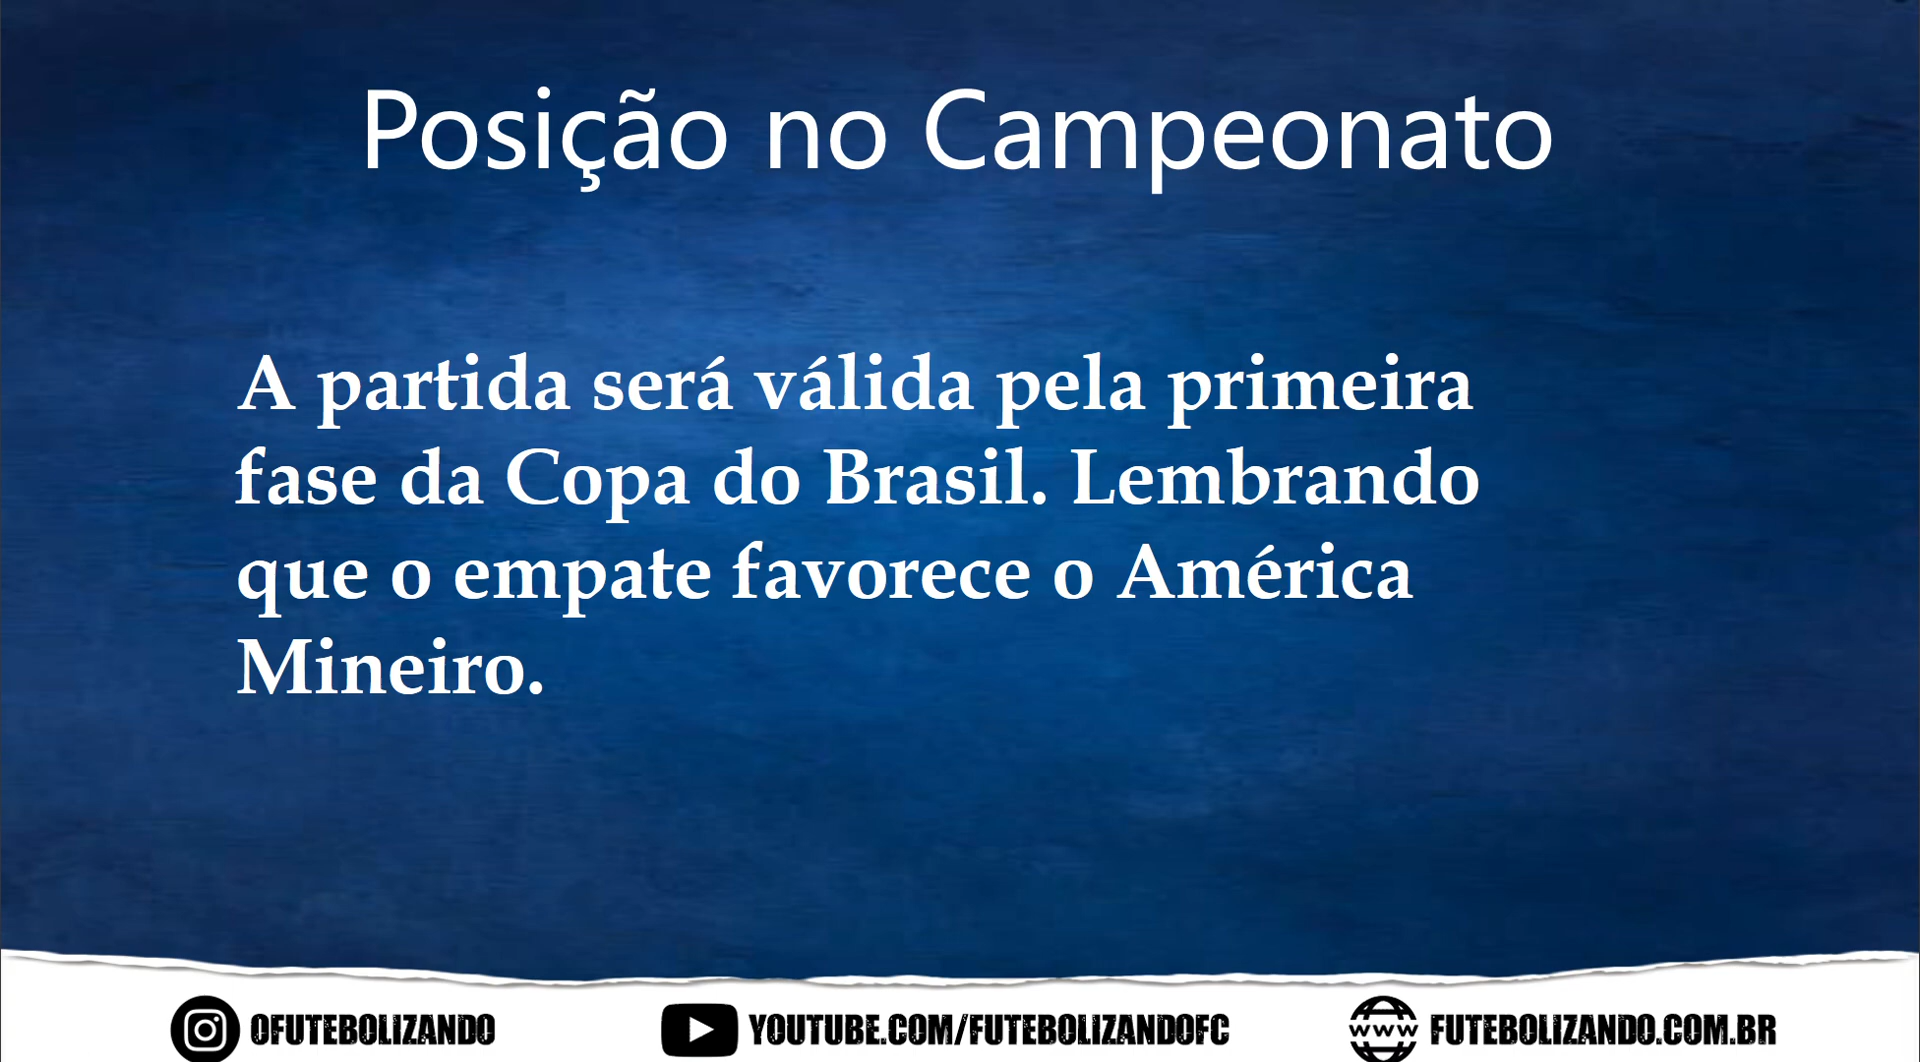 Posição no Campeonato
A partida será válida pela primeira
fase da Copa do Brasil. Lembrando
que o empate favorece o América
Mineiro.
OFUTEBOLIZANDO
YOUTUBE.COM/FUTEBOLIZANDOFC
WWW
FUTEBOLIZANDO.COM.BR